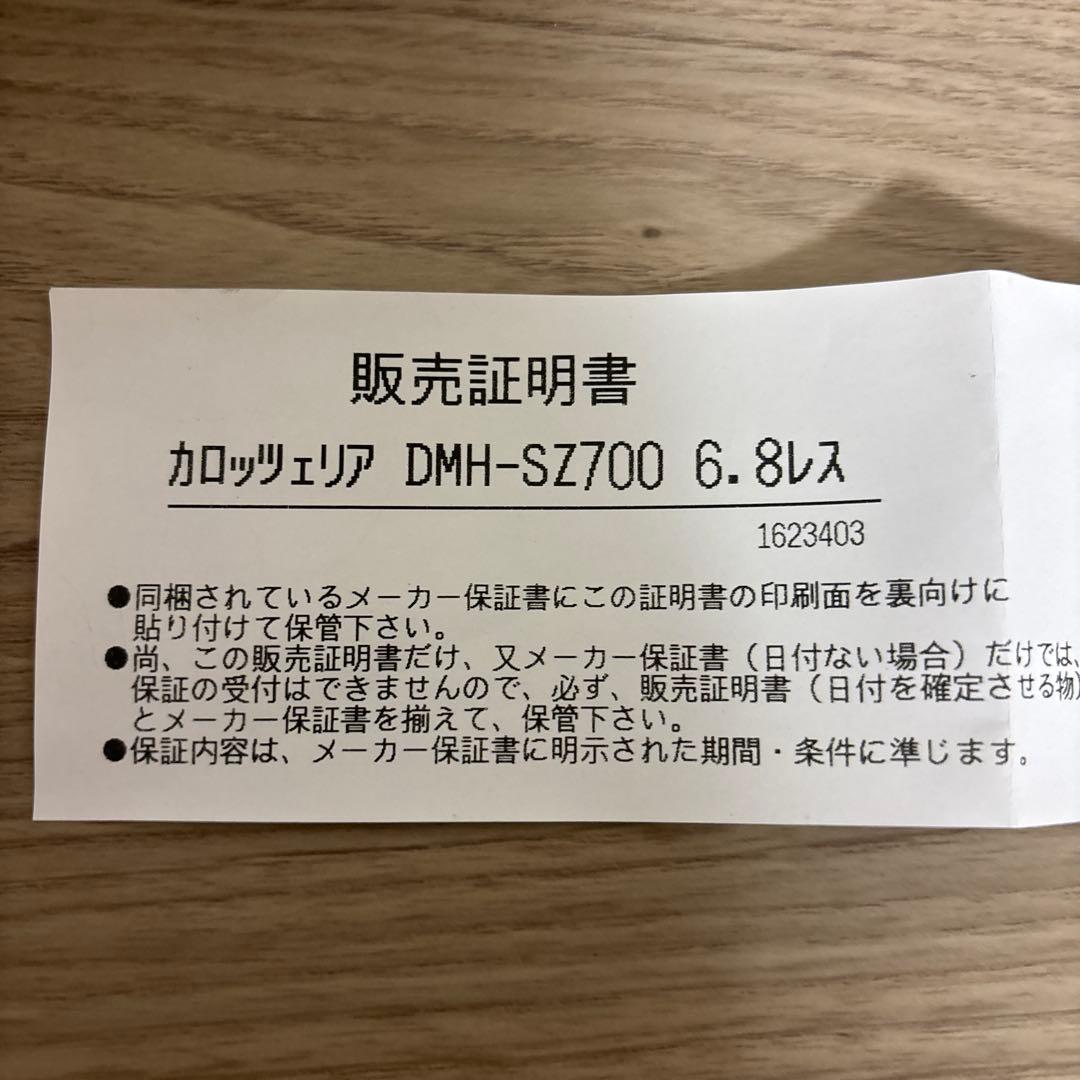 販売証明書
カロッツェリア DMH-SZ700 6.8レス
1623403
●同梱されているメーカー保証書にこの証明書の印刷面を裏向けに
貼り付けて保管下さい。
●尚、この販売証明書だけ、又メーカー保証書（日付ない場合）だけでは、
保証の受付はできませんので、必ず、販売証明書（日付を確定させる物）
とメーカー保証書を揃えて、保管下さい。
●保証内容は、メーカー保証書に明示された期間・条件に準じます。